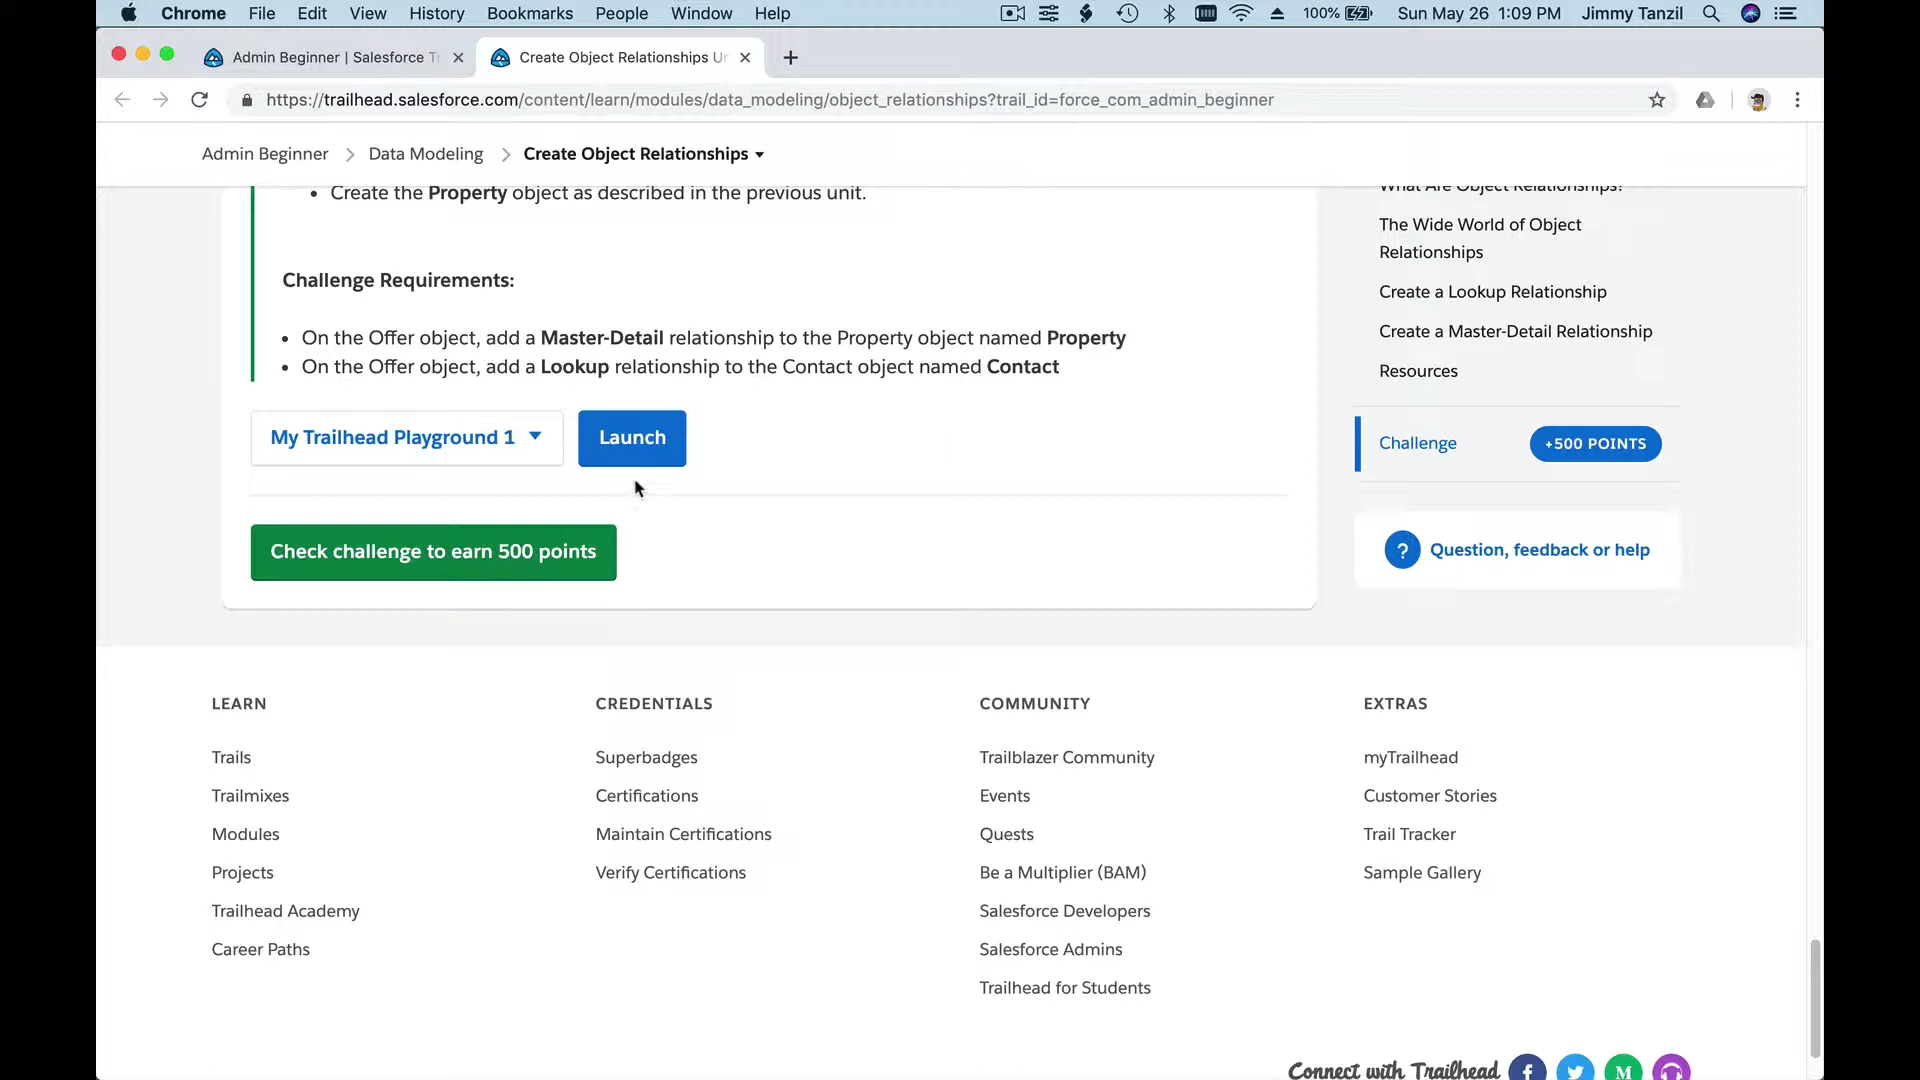 Chrome File Edit View History Bookmarks People Window Help 100% Sun May 26 1:09 PM Jimmy Tanzil
Admin Beginner | Salesforce Tr
Create Object Relationships Un
https://trailhead.salesforce.com/content/learn/modules/data_modeling/object_relationships?trail_id=force_com_admin_beginner
Admin Beginner Data Modeling Create Object Relationships
• Create the Property object as described in the previous unit.
Challenge Requirements:
• On the Offer object, add a Master-Detail relationship to the Property object named Property
• On the Offer object, add a Lookup relationship to the Contact object named Contact
My Trailhead Playground 1
Launch
Check challenge to earn 500 points
What Are Object Relationships?
The Wide World of Object
Relationships
Create a Lookup Relationship
Create a Master-Detail Relationship
Resources
Challenge +500 POINTS
? Question, feedback or help
LEARN
Trails
Trailmixes
Modules
Projects
Trailhead Academy
Career Paths
CREDENTIALS
Superbadges
Certifications
Maintain Certifications
Verify Certifications
COMMUNITY
Trailblazer Community
Events
Quests
Be a Multiplier (BAM)
Salesforce Developers
Salesforce Admins
Trailhead for Students
EXTRAS
myTrailhead
Customer Stories
Trail Tracker
Sample Gallery
Connect with Trailhead